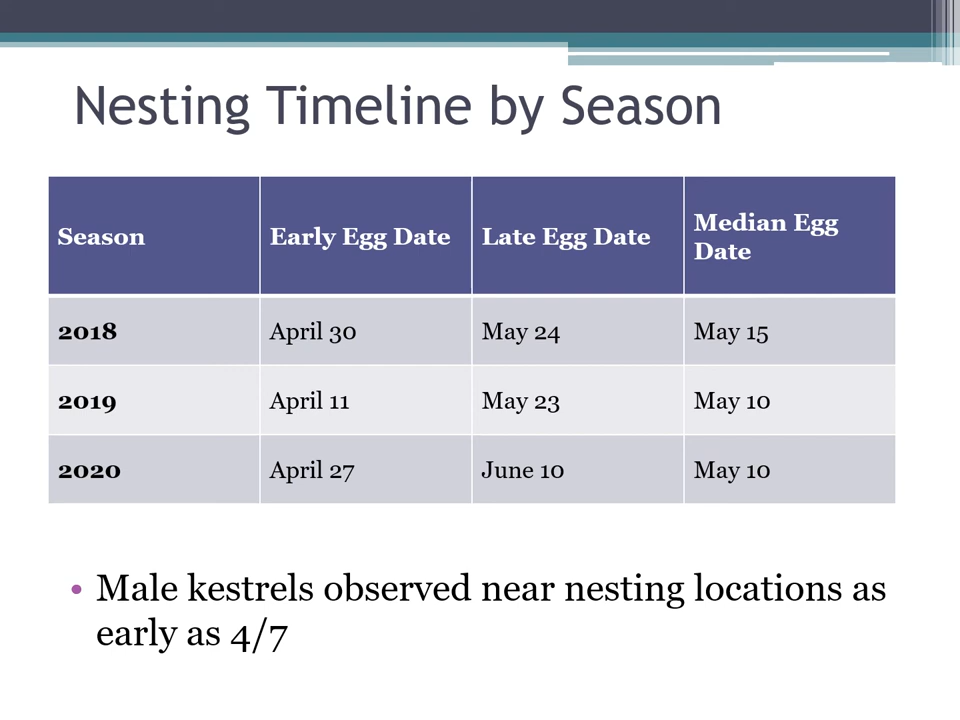 Nesting Timeline by Season
Season Early Egg Date Late Egg Date Median Egg Date
2018 April 30 May 24 May 15
2019 April 11 May 23 May 10
2020 April 27 June 10 May 10
• Male kestrels observed near nesting locations as
early as 4/7